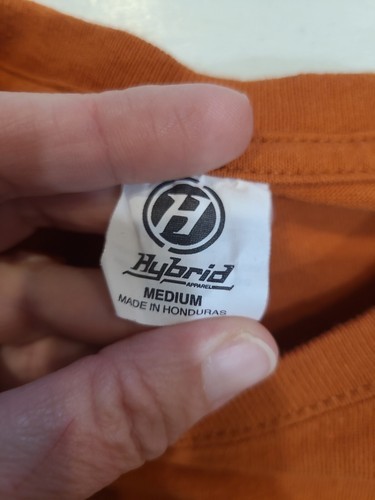 H
Hybrid
APPAREL
MEDIUM
MADE IN HONDURAS